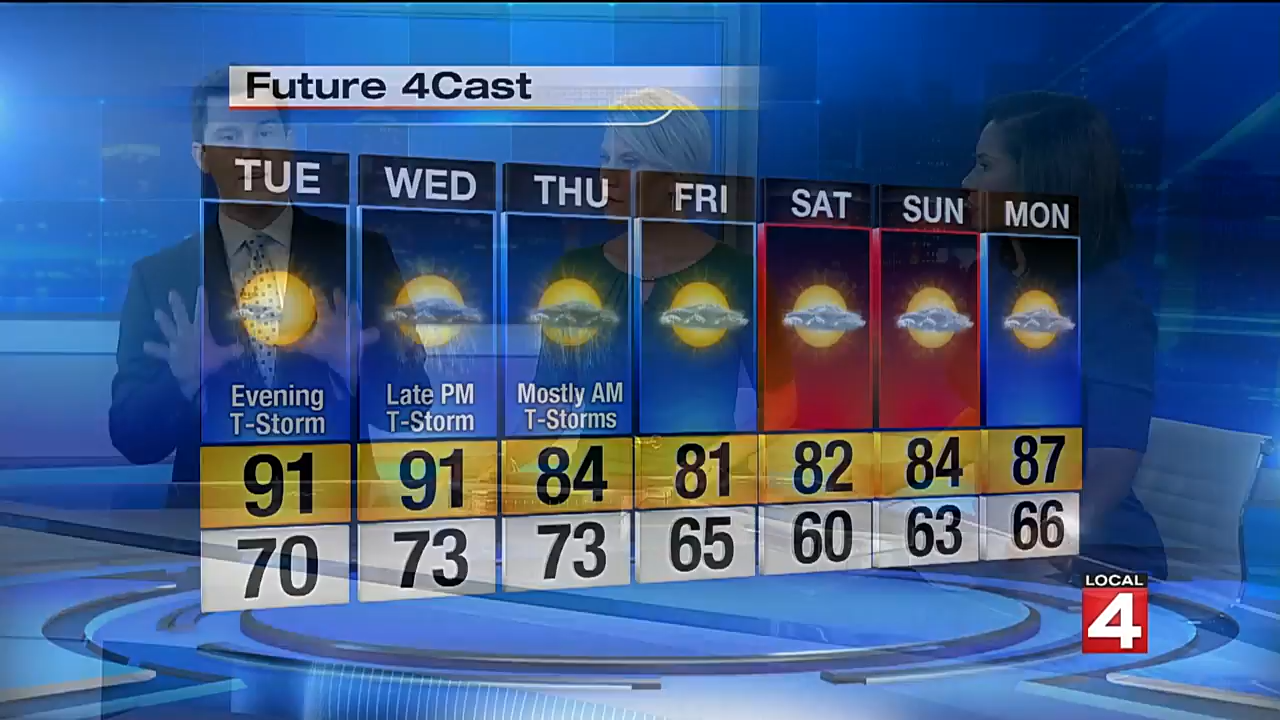 Future 4Cast
TUE WED THU FRI SAT SUN MON
Evening Late PM Mostly AM
T-Storm T-Storm T-Storms
91 91 84 81 82 84 87
70 73 73 65 60 63 66
LOCAL
4